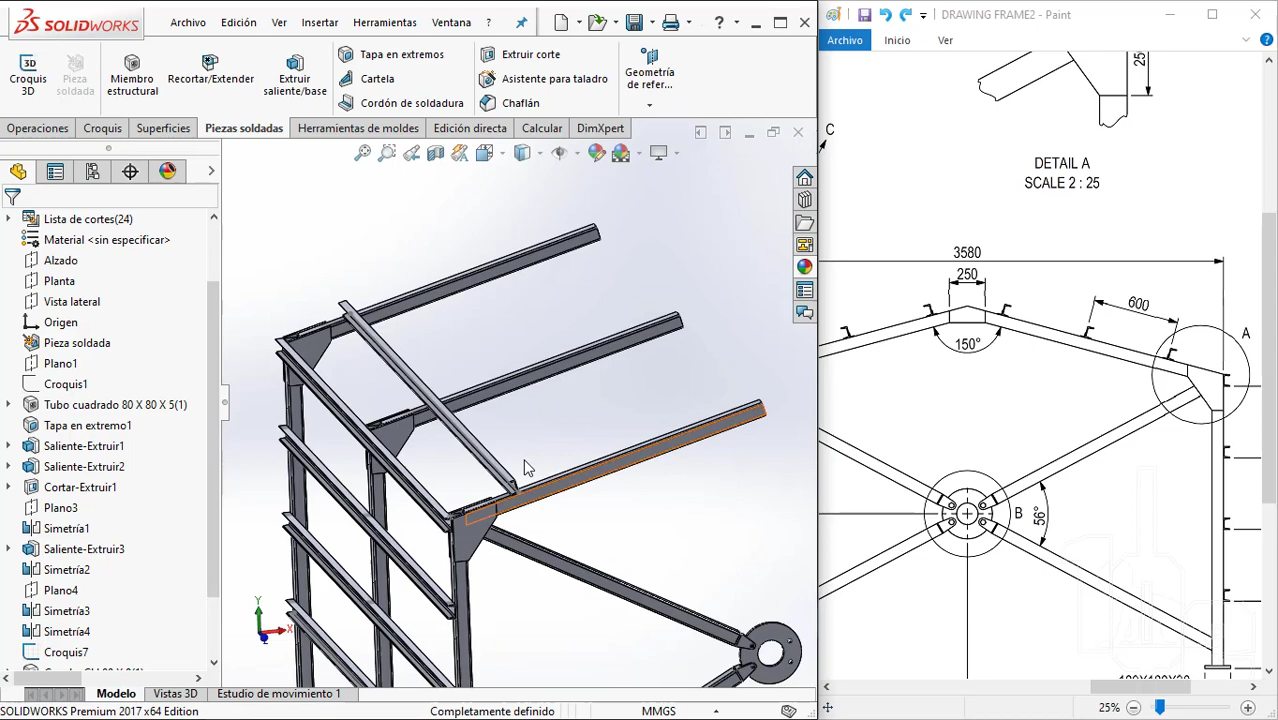 SOLIDWORKS
Archivo
Edición
Ver
Insertar
Herramientas
Ventana
?
Croquis
3D
Pieza
soldada
Miembro
estructural
Recortar/Extender
Extruir
saliente/base
Tapa en extremos
Cartela
Cordón de soldadura
Extruir corte
Asistente para taladro
Chaflán
Geometría
de refer...
Operaciones
Croquis
Superficies
Piezas soldadas
Herramientas de moldes
Edición directa
Calcular
DimXpert
Lista de cortes(24)
Material <sin especificar>
Alzado
Planta
Vista lateral
Origen
Pieza soldada
Plano1
Croquis1
Tubo cuadrado 80 X 80 X 5(1)
Tapa en extremo1
Saliente-Extruir1
Saliente-Extruir2
Cortar-Extruir1
Plano3
Simetría1
Saliente-Extruir3
Simetría2
Plano4
Simetría3
Simetría4
Croquis7
Y
X
Z
Modelo
Vistas 3D
Estudio de movimiento 1
SOLIDWORKS Premium 2017 x64 Edition
Completamente definido
MMGS
DRAWING FRAME2 - Paint
Archivo
Inicio
Ver
C
DETAIL A
SCALE 2 : 25
3580
250
600
A
150°
B
56°
25%